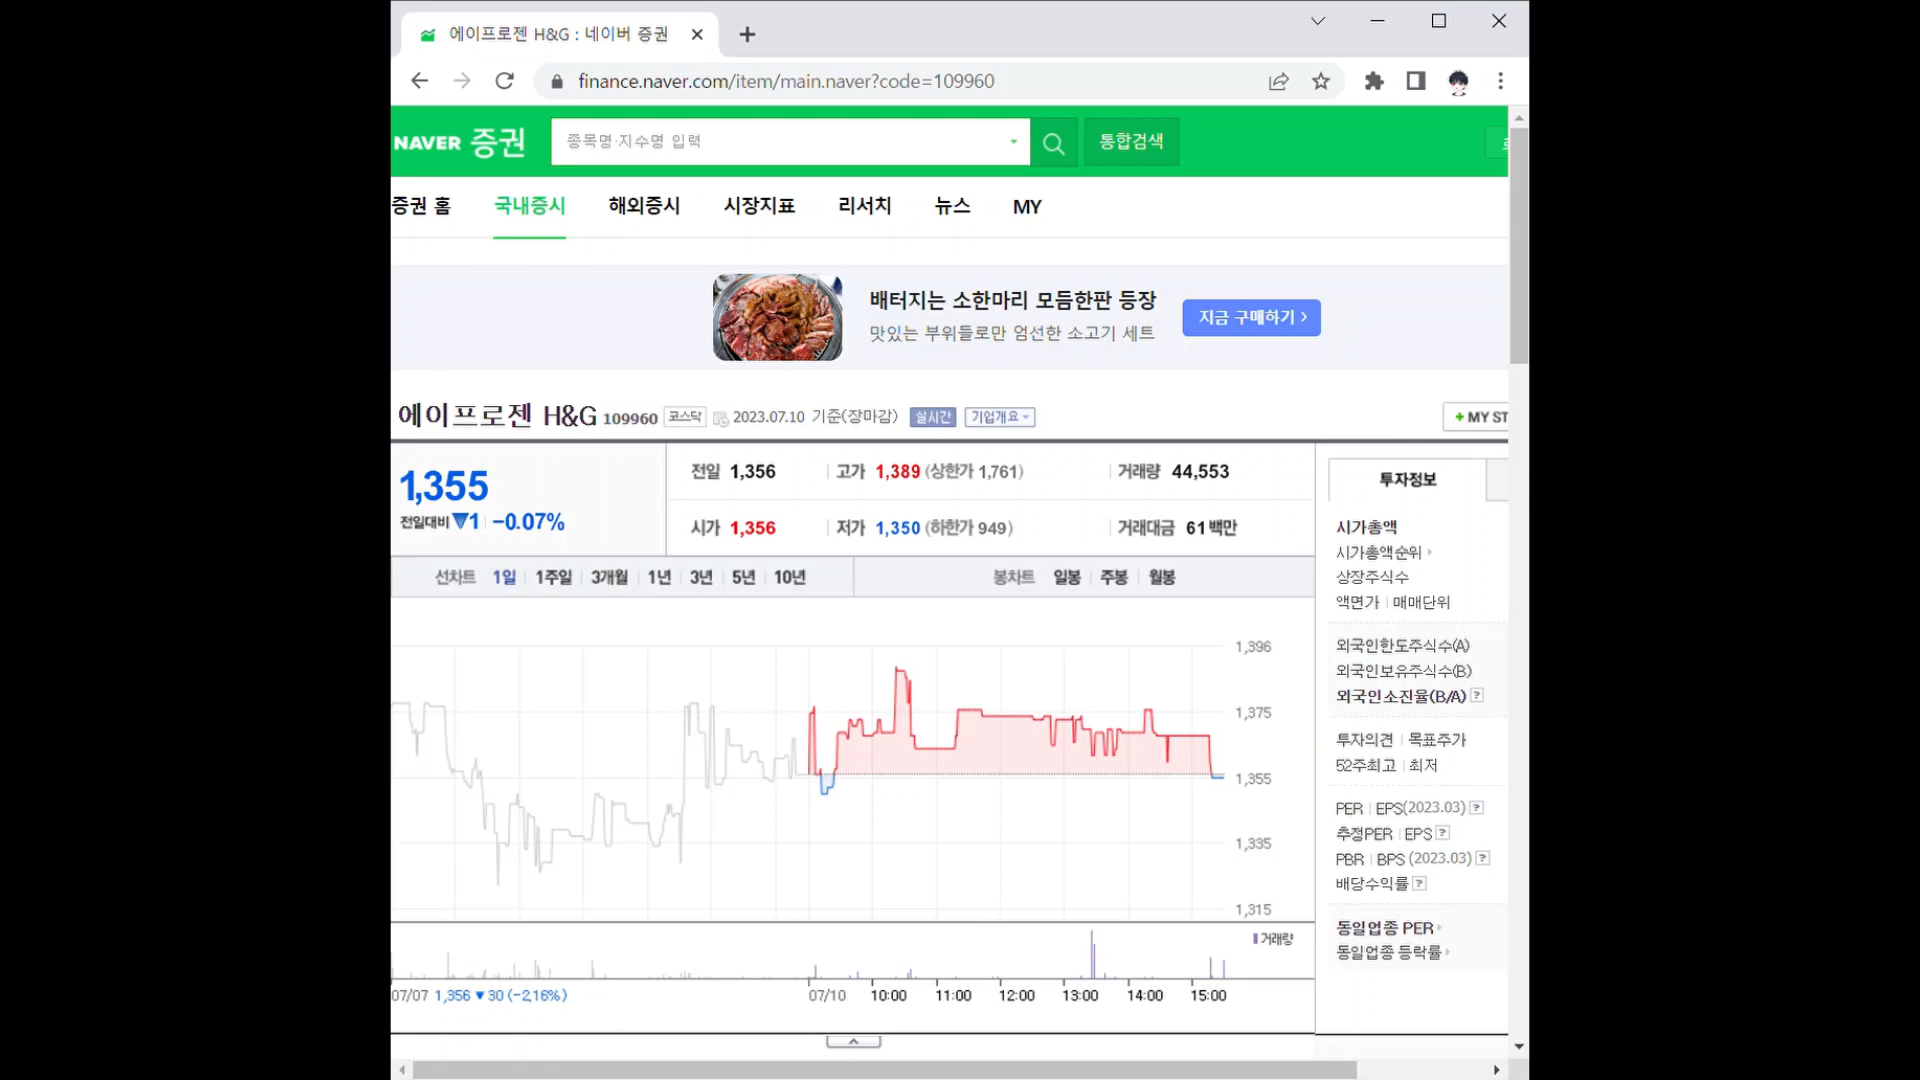 에이프로젠 H&G : 네이버 증권
finance.naver.com/item/main.naver?code=109960
NAVER 증권
종목명·지수명 입력
통합검색
증권 홈 국내증시 해외증시 시장지표 리서치 뉴스 MY
배터지는 소한마리 모듬한판 등장
맛있는 부위들로만 엄선한 소고기 세트
지금 구매하기 >
에이프로젠 H&G 109960 코스닥 2023.07.10 기준(장마감) 실시간 기업개요
+ MY ST
1,355
전일대비 ▼1 -0.07%
전일 1,356 고가 1,389 (상한가 1,761) 거래량 44,553
시가 1,356 저가 1,350 (하한가 949) 거래대금 61 백만
선차트 1일 1주일 3개월 1년 3년 5년 10년
봉차트 일봉 주봉 월봉
1,396
1,375
1,355
1,335
1,315
거래량
07/07 1,356 ▼ 30 (-2.16%)
07/10 10:00 11:00 12:00 13:00 14:00 15:00
투자정보
시가총액
시가총액순위
상장주식수
액면가 | 매매단위
외국인한도주식수(A)
외국인보유주식수(B)
외국인소진율(B/A) ?
투자의견 | 목표주가
52주최고 | 최저
PER | EPS(2023.03) ?
추정PER | EPS ?
PBR | BPS (2023.03) ?
배당수익률 ?
동일업종 PER
동일업종 등락률